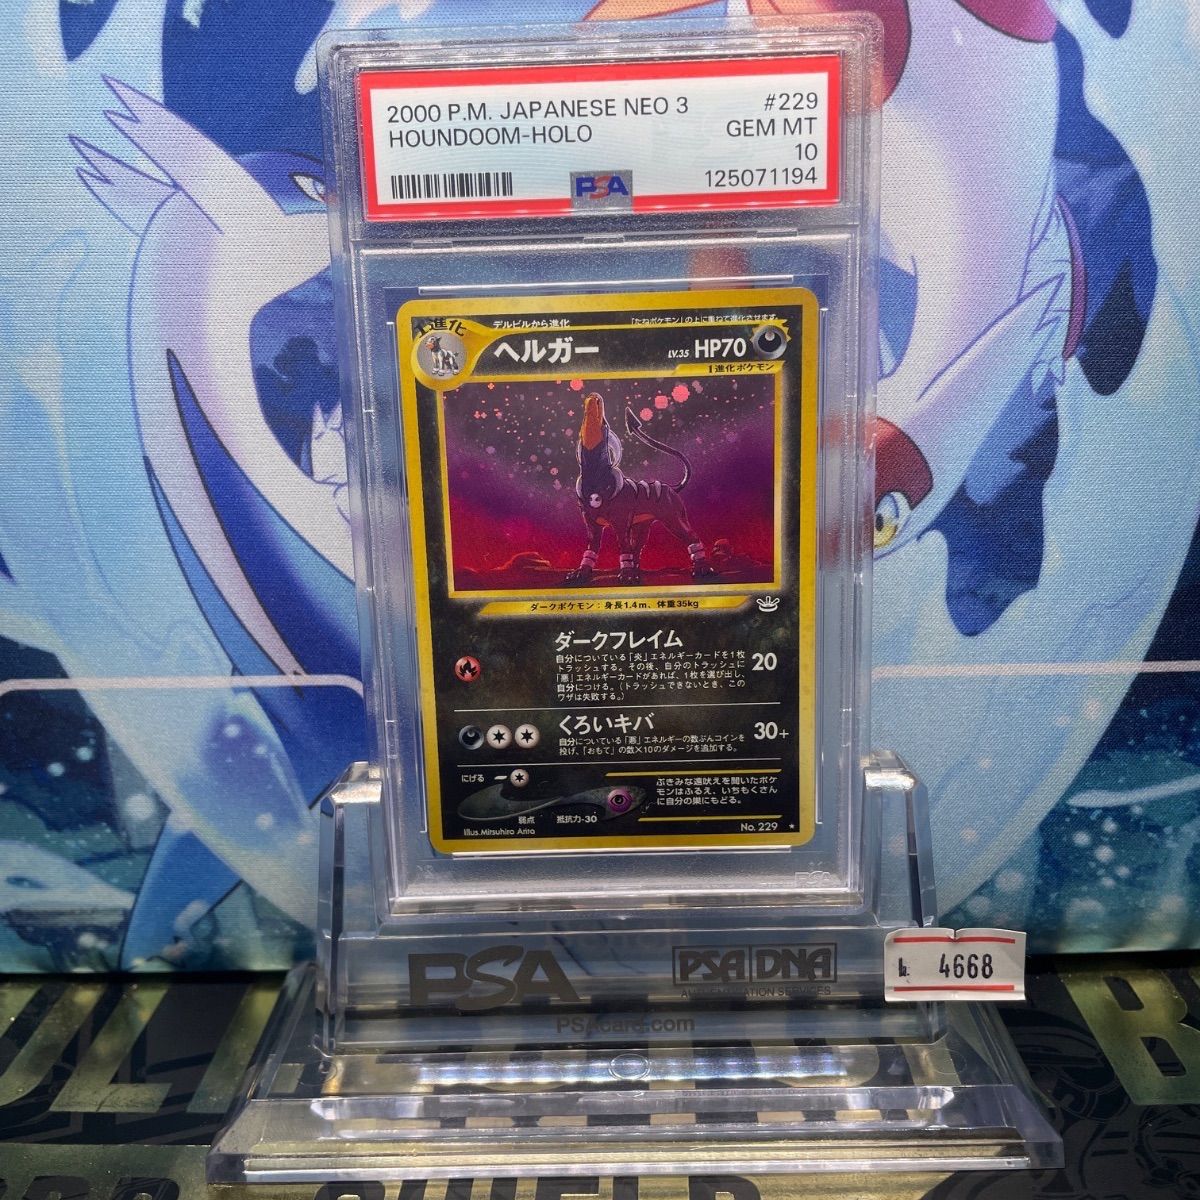 2000 P.M. JAPANESE NEO 3 #229
HOUNDOOM-HOLO GEM MT
10
PSA 125071194
1進化
デルビルから進化 「たねポケモン」の上に重ねて進化させます。
ヘルガー LV.35 HP70
1進化ポケモン
ダークポケモン：身長1.4m、体重35kg
ダークフレイム
自分についている「炎」エネルギーカードを1枚
トラッシュする。その後、自分のトラッシュに
「悪」エネルギーカードがあれば、1枚を選び出し、
自分につける。（トラッシュできないとき、この
ワザは失敗する。）
20
くろいキバ
自分についている「悪」エネルギーの数ぶんコインを
投げ、「おもて」の数×10のダメージを追加する。
30+
にげる
弱点 抵抗力-30
ぶきみな遠吠えを聞いたポケ
モンはふるえ、いちもくさん
に自分の巣にもどる。
Illus. Mitsuhiro Arita No. 229 ★
PSA PSA DNA
AUTHENTICATION SERVICES
PSAcard.com
4668
SHIELD